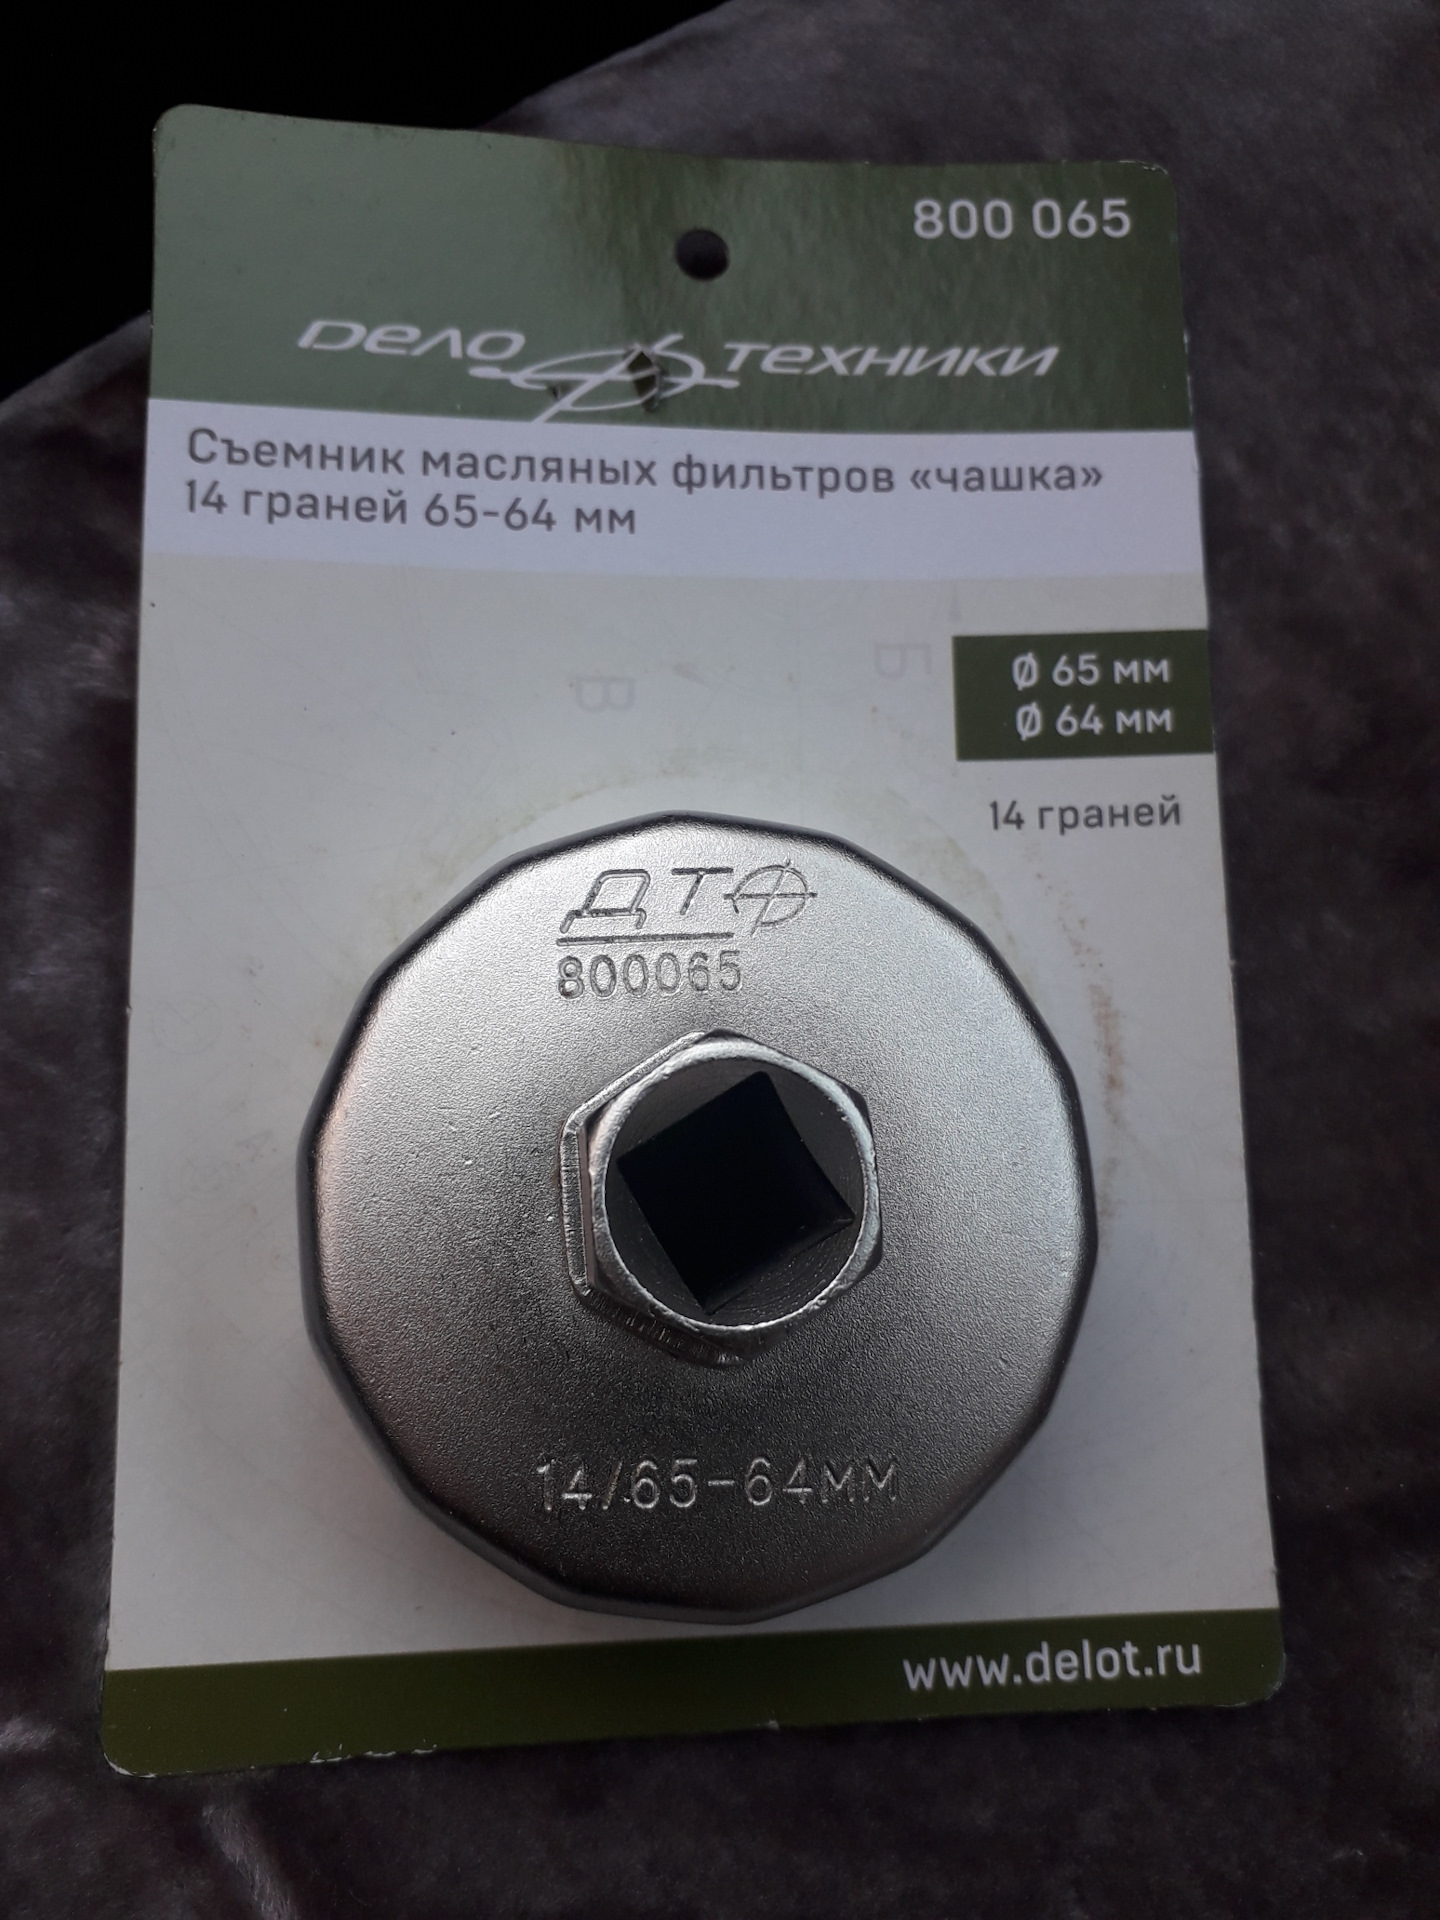 800 065
Дело Техники
Съемник масляных фильтров «чашка»
14 граней 65-64 мм
Б
В
Ø 65 мм
Ø 64 мм
14 граней
ДТ
800065
14/65-64мм
www.delot.ru